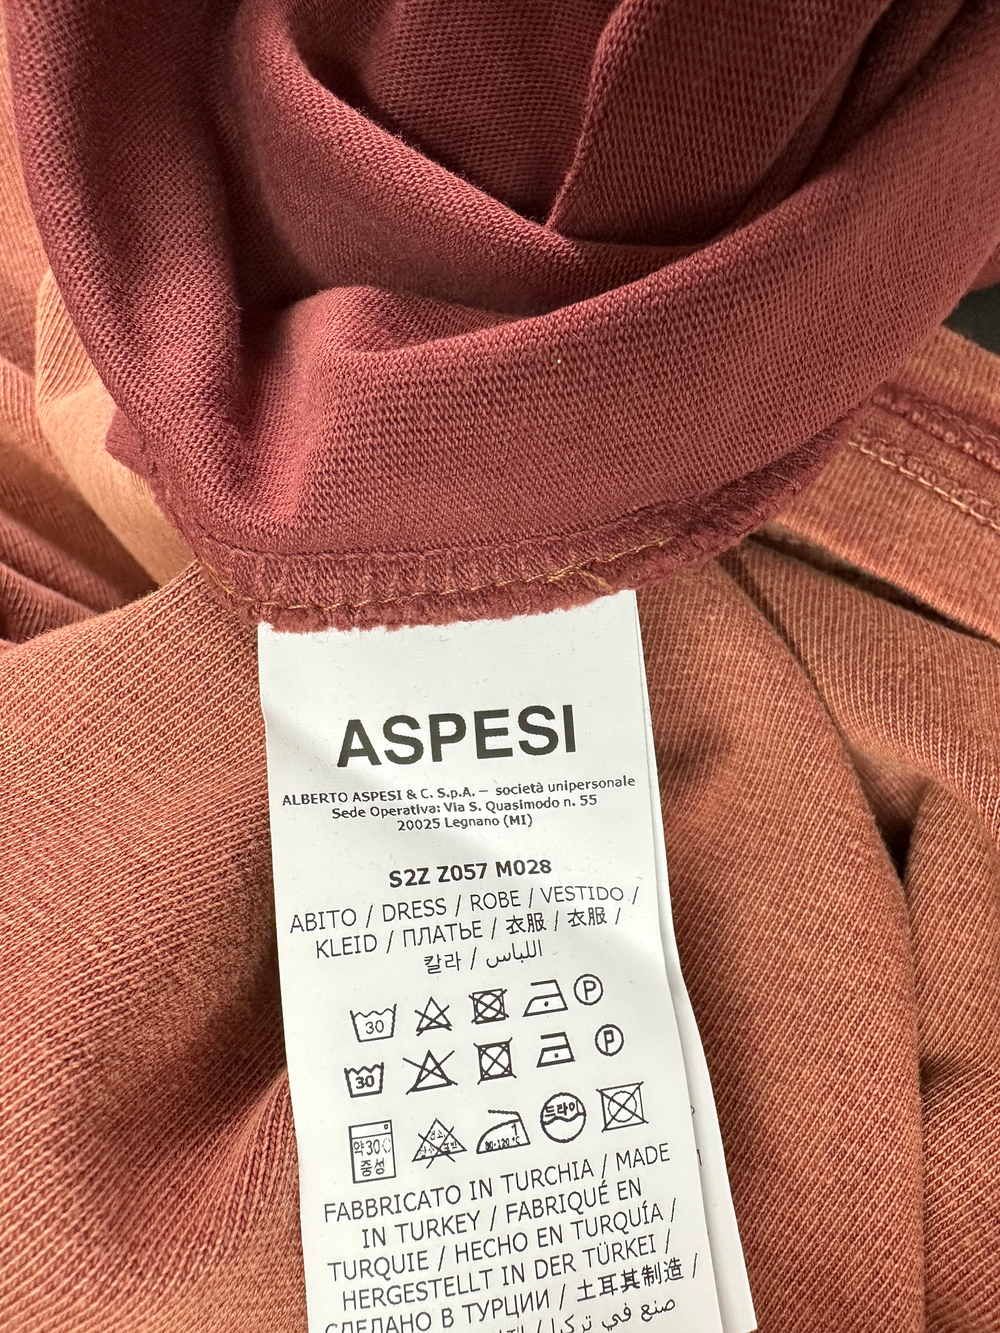 ASPESI
ALBERTO ASPESI & C. S.p.A. – società unipersonale
Sede Operativa: Via S. Quasimodo n. 55
20025 Legnano (MI)
S2Z Z057 M028
ABITO / DRESS / ROBE / VESTIDO /
KLEID / ПЛАТЬЕ / 衣服 / 衣服 /
칼라 / اللباس
30 P
30 P
약30 중성 80-120℃ 드라이
FABBRICATO IN TURCHIA / MADE
IN TURKEY / FABRIQUÉ EN
TURQUIE / HECHO EN TURQUÍA /
HERGESTELLT IN DER TÜRKEI /
СДЕЛАНО В ТУРЦИИ / 土耳其制造 /
صنع في تركيا /